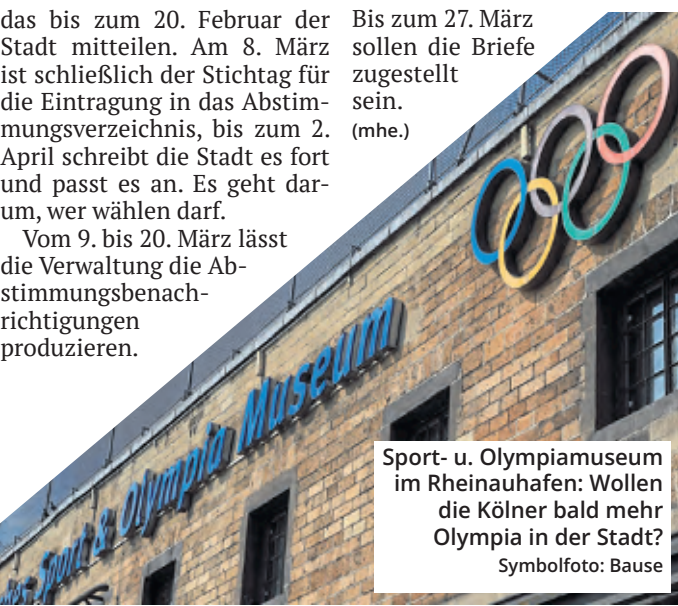 das bis zum 20. Februar der
Stadt mitteilen. Am 8. März
ist schließlich der Stichtag für
die Eintragung in das Abstim-
mungsverzeichnis, bis zum 2.
April schreibt die Stadt es fort
und passt es an. Es geht dar-
um, wer wählen darf.
Vom 9. bis 20. März lässt
die Verwaltung die Ab-
stimmungsbenach-
richtigungen
produzieren.
Bis zum 27. März
sollen die Briefe
zugestellt
sein.
(mhe.)
Sport & Olympia Museum
Sport- u. Olympiamuseum
im Rheinauhafen: Wollen
die Kölner bald mehr
Olympia in der Stadt?
Symbolfoto: Bause